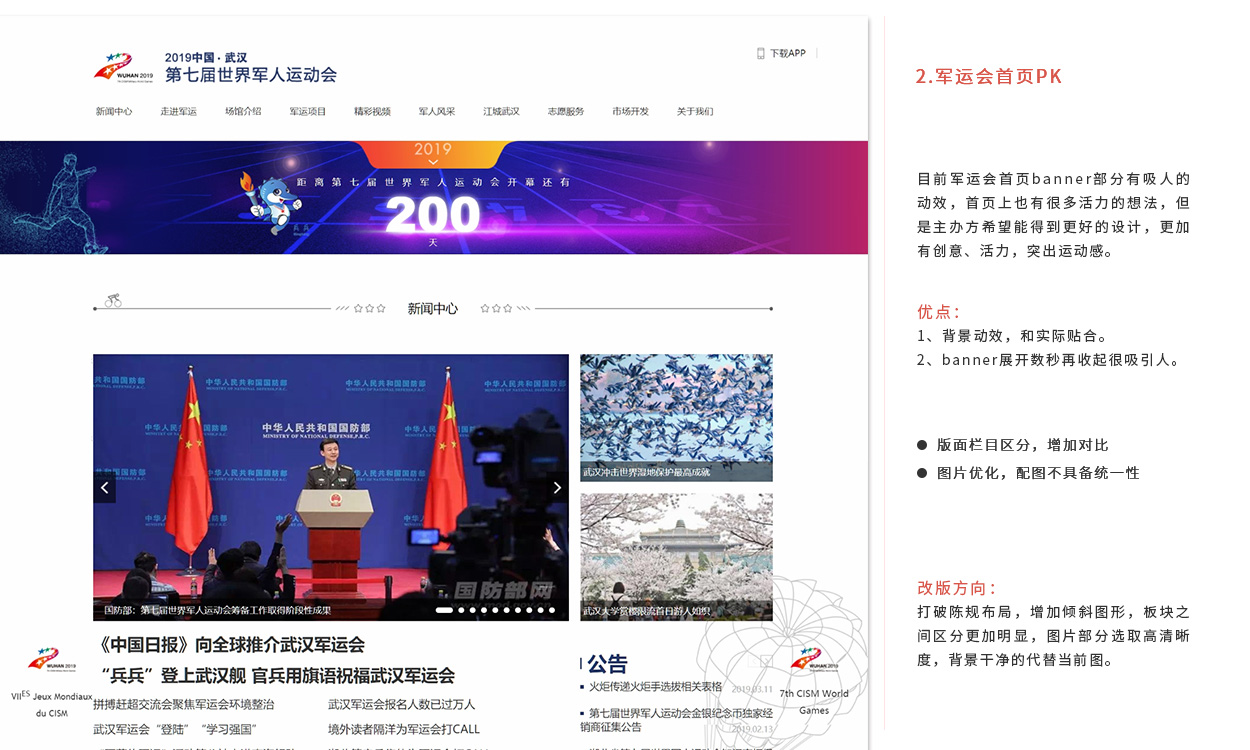 WUHAN 2019
2019中国·武汉
第七届世界军人运动会
下载APP
新闻中心 走进军运 场馆介绍 军运项目 精彩视频 军人风采 江城武汉 志愿服务 市场开发 关于我们
2019
距离第七届世界军人运动会开幕还有
200
天
新闻中心
中华人民共和国国防部
MINISTRY OF NATIONAL DEFENSE,P.R.C.
国防部网
国防部：第七届世界军人运动会筹备工作取得阶段性成果
武汉冲击世界湿地保护最高成就
武汉大学赏樱限流首日游人如织
《中国日报》向全球推介武汉军运会
“兵兵”登上武汉舰 官兵用旗语祝福武汉军运会
拼搏赶超交流会聚焦军运会环境整治
武汉军运会报名人数已过万人
武汉军运会“登陆”“学习强国”
境外读者隔洋为军运会打CALL
公告
火炬传递火炬手选拔相关表格 2019.03.11
第七届世界军人运动会金银纪念币独家经
销商征集公告 2019.02.13
WUHAN 2019
VIIES Jeux Mondiaux
du CISM
WUHAN 2019
7th CISM World
Games
2.军运会首页PK
目前军运会首页banner部分有吸人的
动效，首页上也有很多活力的想法，但
是主办方希望能得到更好的设计，更加
有创意、活力，突出运动感。
优点：
1、背景动效，和实际贴合。
2、banner展开数秒再收起很吸引人。
● 版面栏目区分，增加对比
● 图片优化，配图不具备统一性
改版方向：
打破陈规布局，增加倾斜图形，板块之
间区分更加明显，图片部分选取高清晰
度，背景干净的代替当前图。